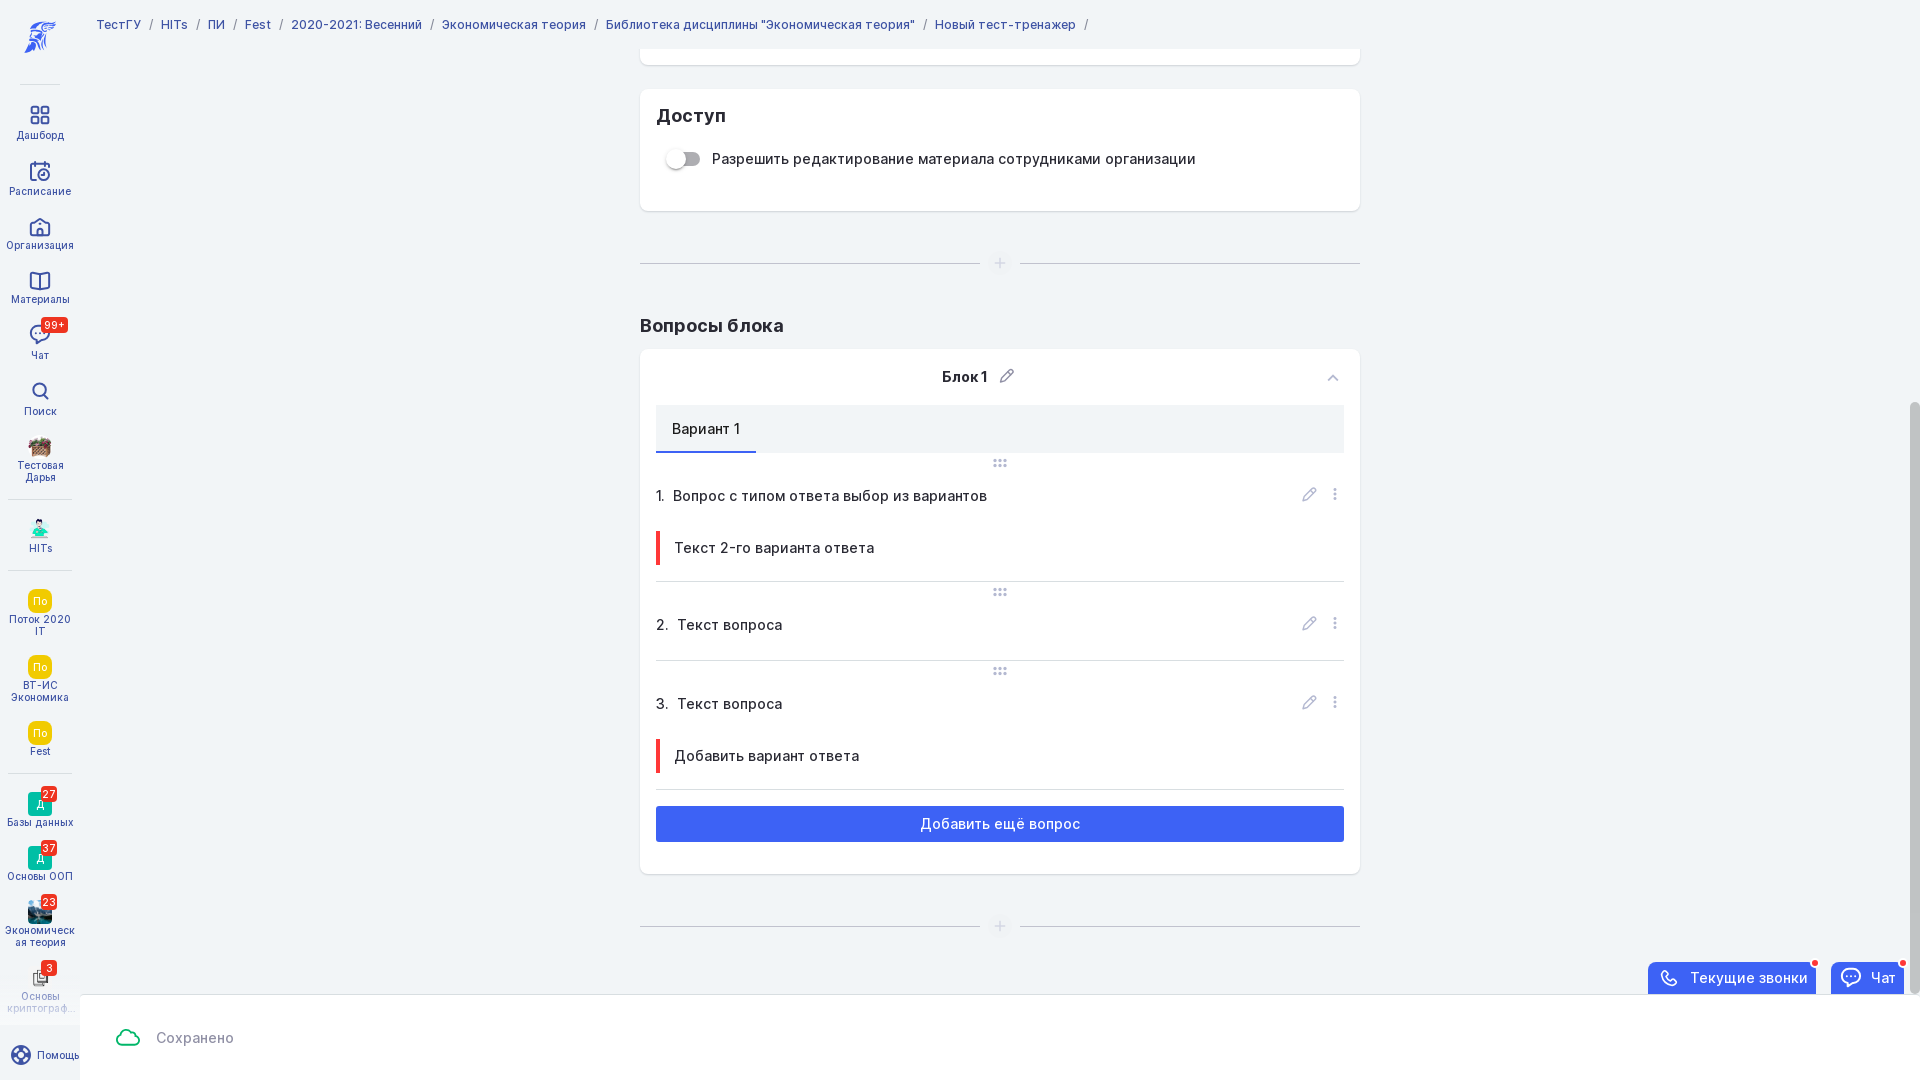 ТестГУ / HITs / ПИ / Fest / 2020-2021: Весенний / Экономическая теория / Библиотека дисциплины "Экономическая теория" / Новый тест-тренажер /
Дашборд
Расписание
Организация
Материалы
99+
Чат
Поиск
Тестовая
Дарья
HITs
По
Поток 2020
IT
По
ВТ-ИС
Экономика
По
Fest
27
Д
Базы данных
37
Д
Основы ООП
23
Экономическ
ая теория
3
Основы
криптограф...
Помощь
Доступ
Разрешить редактирование материала сотрудниками организации
Вопросы блока
Блок 1
Вариант 1
1. Вопрос с типом ответа выбор из вариантов
Текст 2-го варианта ответа
2. Текст вопроса
3. Текст вопроса
Добавить вариант ответа
Добавить ещё вопрос
Текущие звонки
Чат
Сохранено